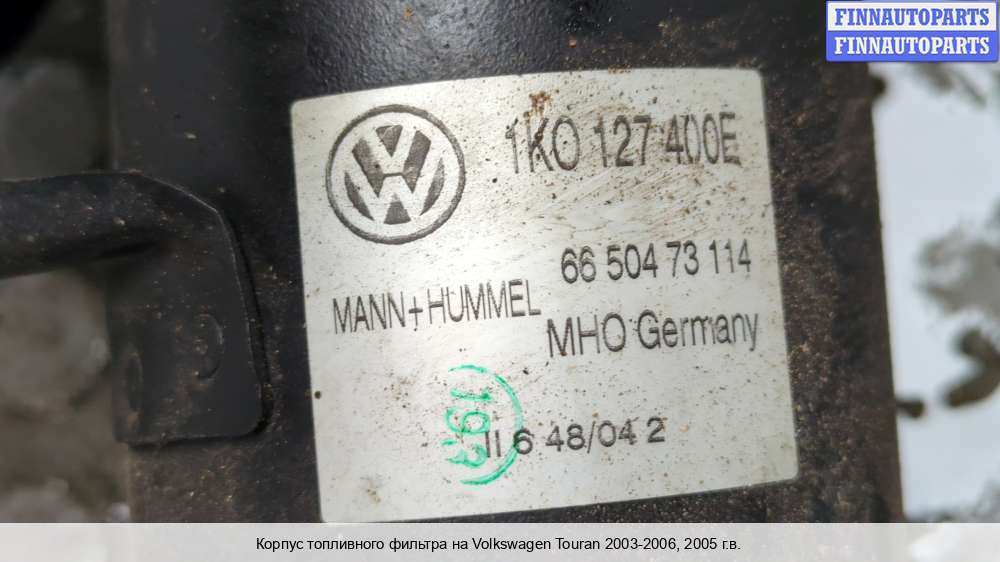 FINNAUTOPARTS
FINNAUTOPARTS
1K0 127 400E
66 504 73 114
MANN+HUMMEL
MHO Germany
193
II 6 48/04 2
Корпус топливного фильтра на Volkswagen Touran 2003-2006, 2005 г.в.